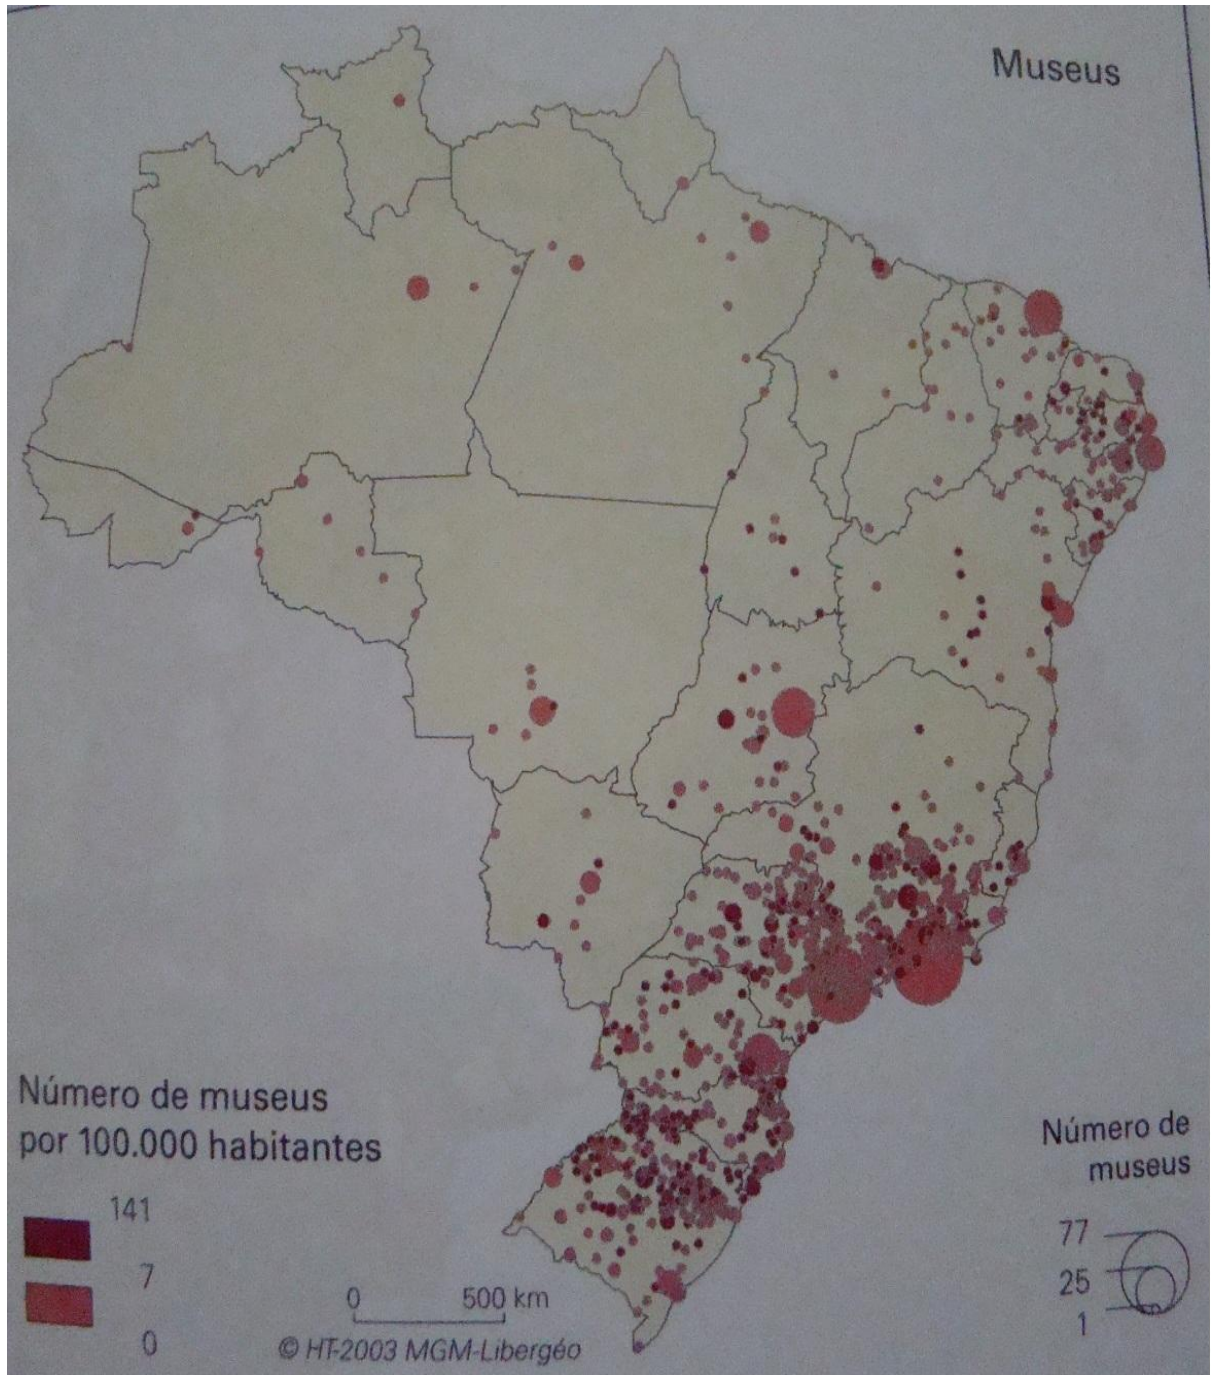 Museus
Número de museus
por 100.000 habitantes
141
7
0
0 500 km
© HT-2003 MGM-Libergéo
Número de
museus
77
25
1